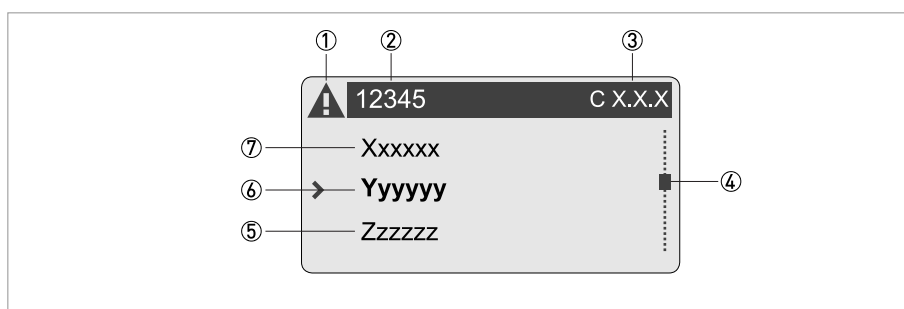 ① ② ③
12345 C X.X.X
⑦ Xxxxxx
⑥ Yyyyyy ④
⑤ Zzzzzz